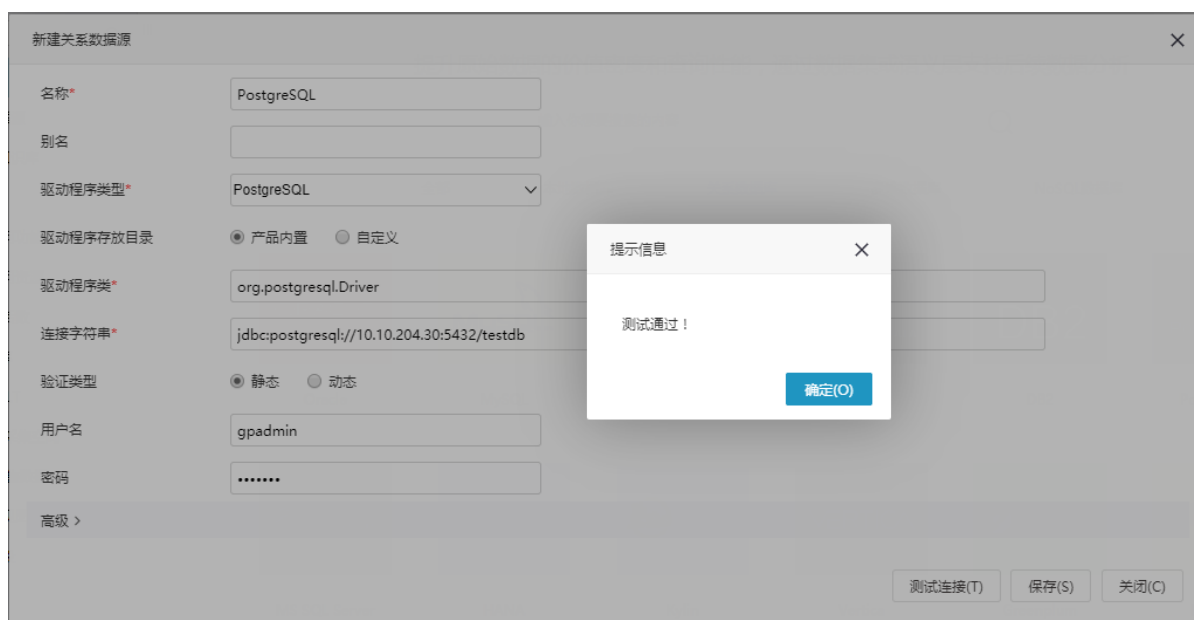 新建关系数据源
名称* PostgreSQL
别名
驱动程序类型* PostgreSQL
驱动程序存放目录 产品内置 自定义
驱动程序类* org.postgresql.Driver
连接字符串* jdbc:postgresql://10.10.204.30:5432/testdb
验证类型 静态 动态
用户名 gpadmin
密码 •••••••
高级 >
提示信息
测试通过！
确定(O)
测试连接(T) 保存(S) 关闭(C)